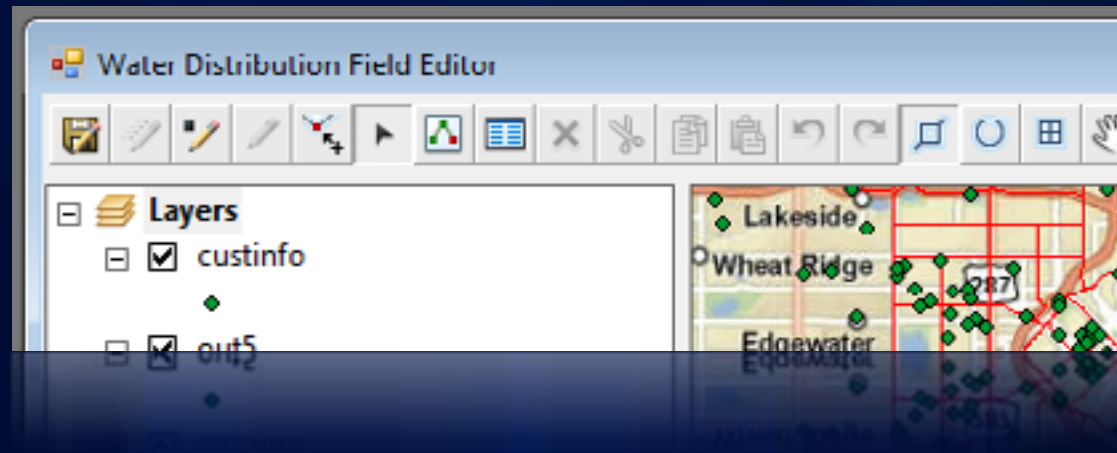 Water Distribution Field Editor
Layers
custinfo
out5
Lakeside
Wheat Ridge
287
Edgewater